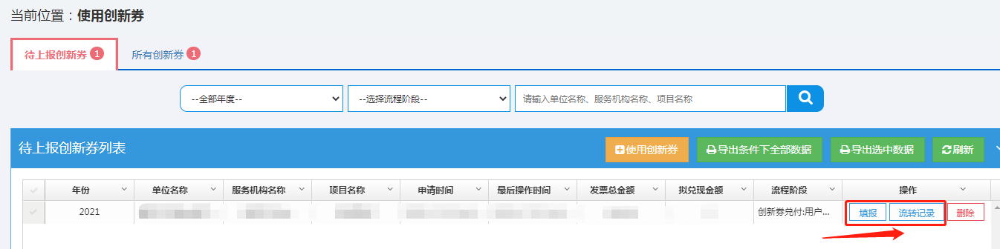 当前位置：使用创新券
待上报创新券 1 所有创新券 1
--全部年度-- --选择流程阶段-- 请输入单位名称、服务机构名称、项目名称
待上报创新券列表 使用创新券 导出条件下全部数据 导出选中数据 刷新
年份 单位名称 服务机构名称 项目名称 申请时间 最后操作时间 发票总金额 拟兑现金额 流程阶段 操作
2021 创新券兑付:用户... 填报 流转记录 删除